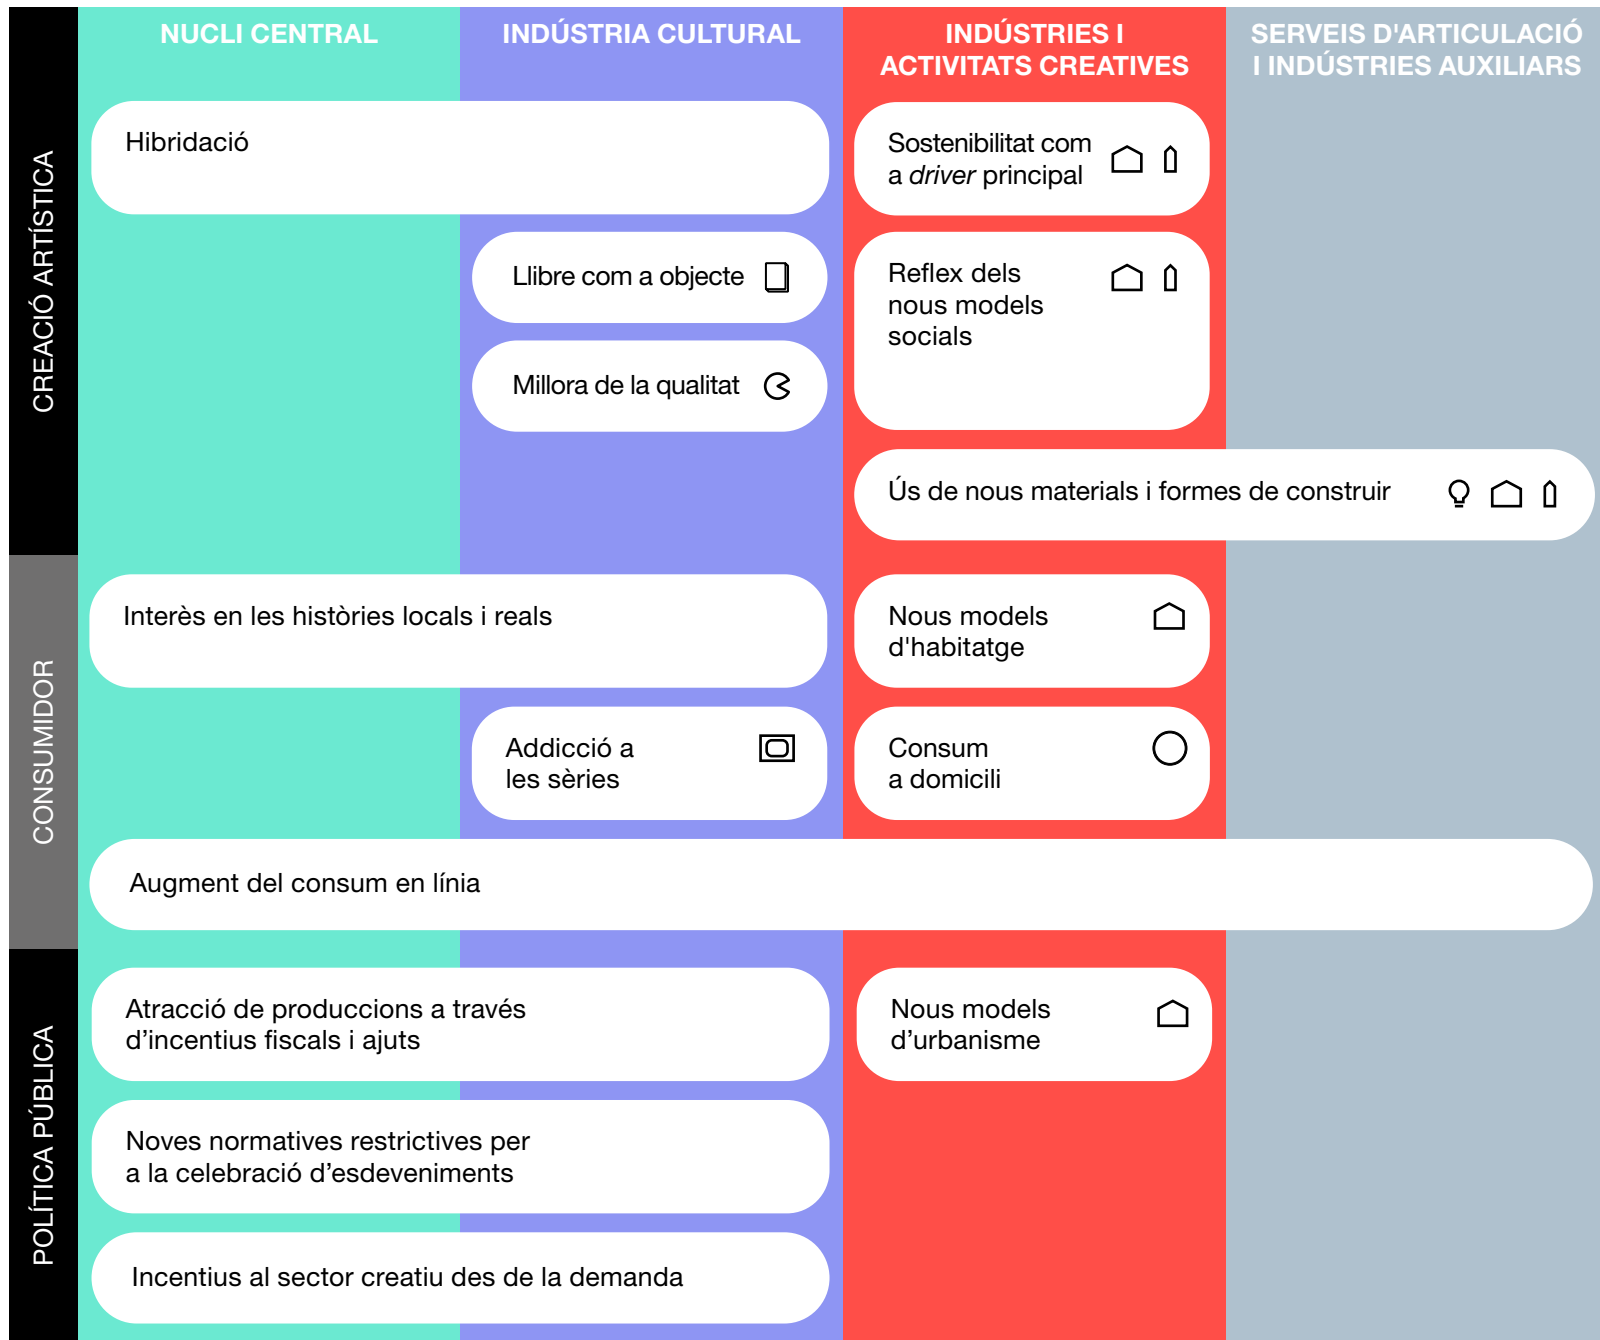 NUCLI CENTRAL
INDÚSTRIA CULTURAL
INDÚSTRIES I
ACTIVITATS CREATIVES
SERVEIS D'ARTICULACIÓ
I INDÚSTRIES AUXILIARS
CREACIÓ ARTÍSTICA
Hibridació
Sostenibilitat com
a driver principal
Llibre com a objecte
Reflex dels
nous models
socials
Millora de la qualitat
Ús de nous materials i formes de construir
CONSUMIDOR
Interès en les històries locals i reals
Nous models
d'habitatge
Addicció a
les sèries
Consum
a domicili
Augment del consum en línia
POLÍTICA PÚBLICA
Atracció de produccions a través
d’incentius fiscals i ajuts
Nous models
d’urbanisme
Noves normatives restrictives per
a la celebració d’esdeveniments
Incentius al sector creatiu des de la demanda